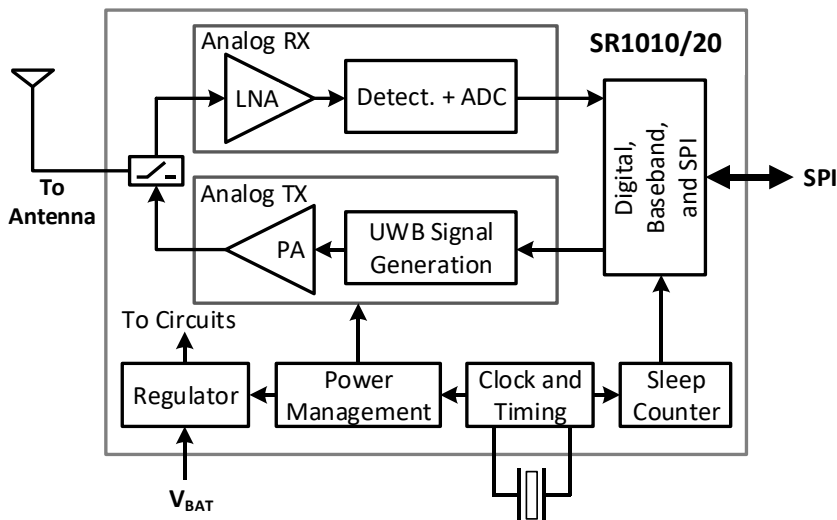 Analog RX
SR1010/20
LNA
Detect. + ADC
Digital,
Baseband,
and SPI
SPI
To
Antenna
Analog TX
PA
UWB Signal
Generation
To Circuits
Regulator
Power
Management
Clock and
Timing
Sleep
Counter
VBAT